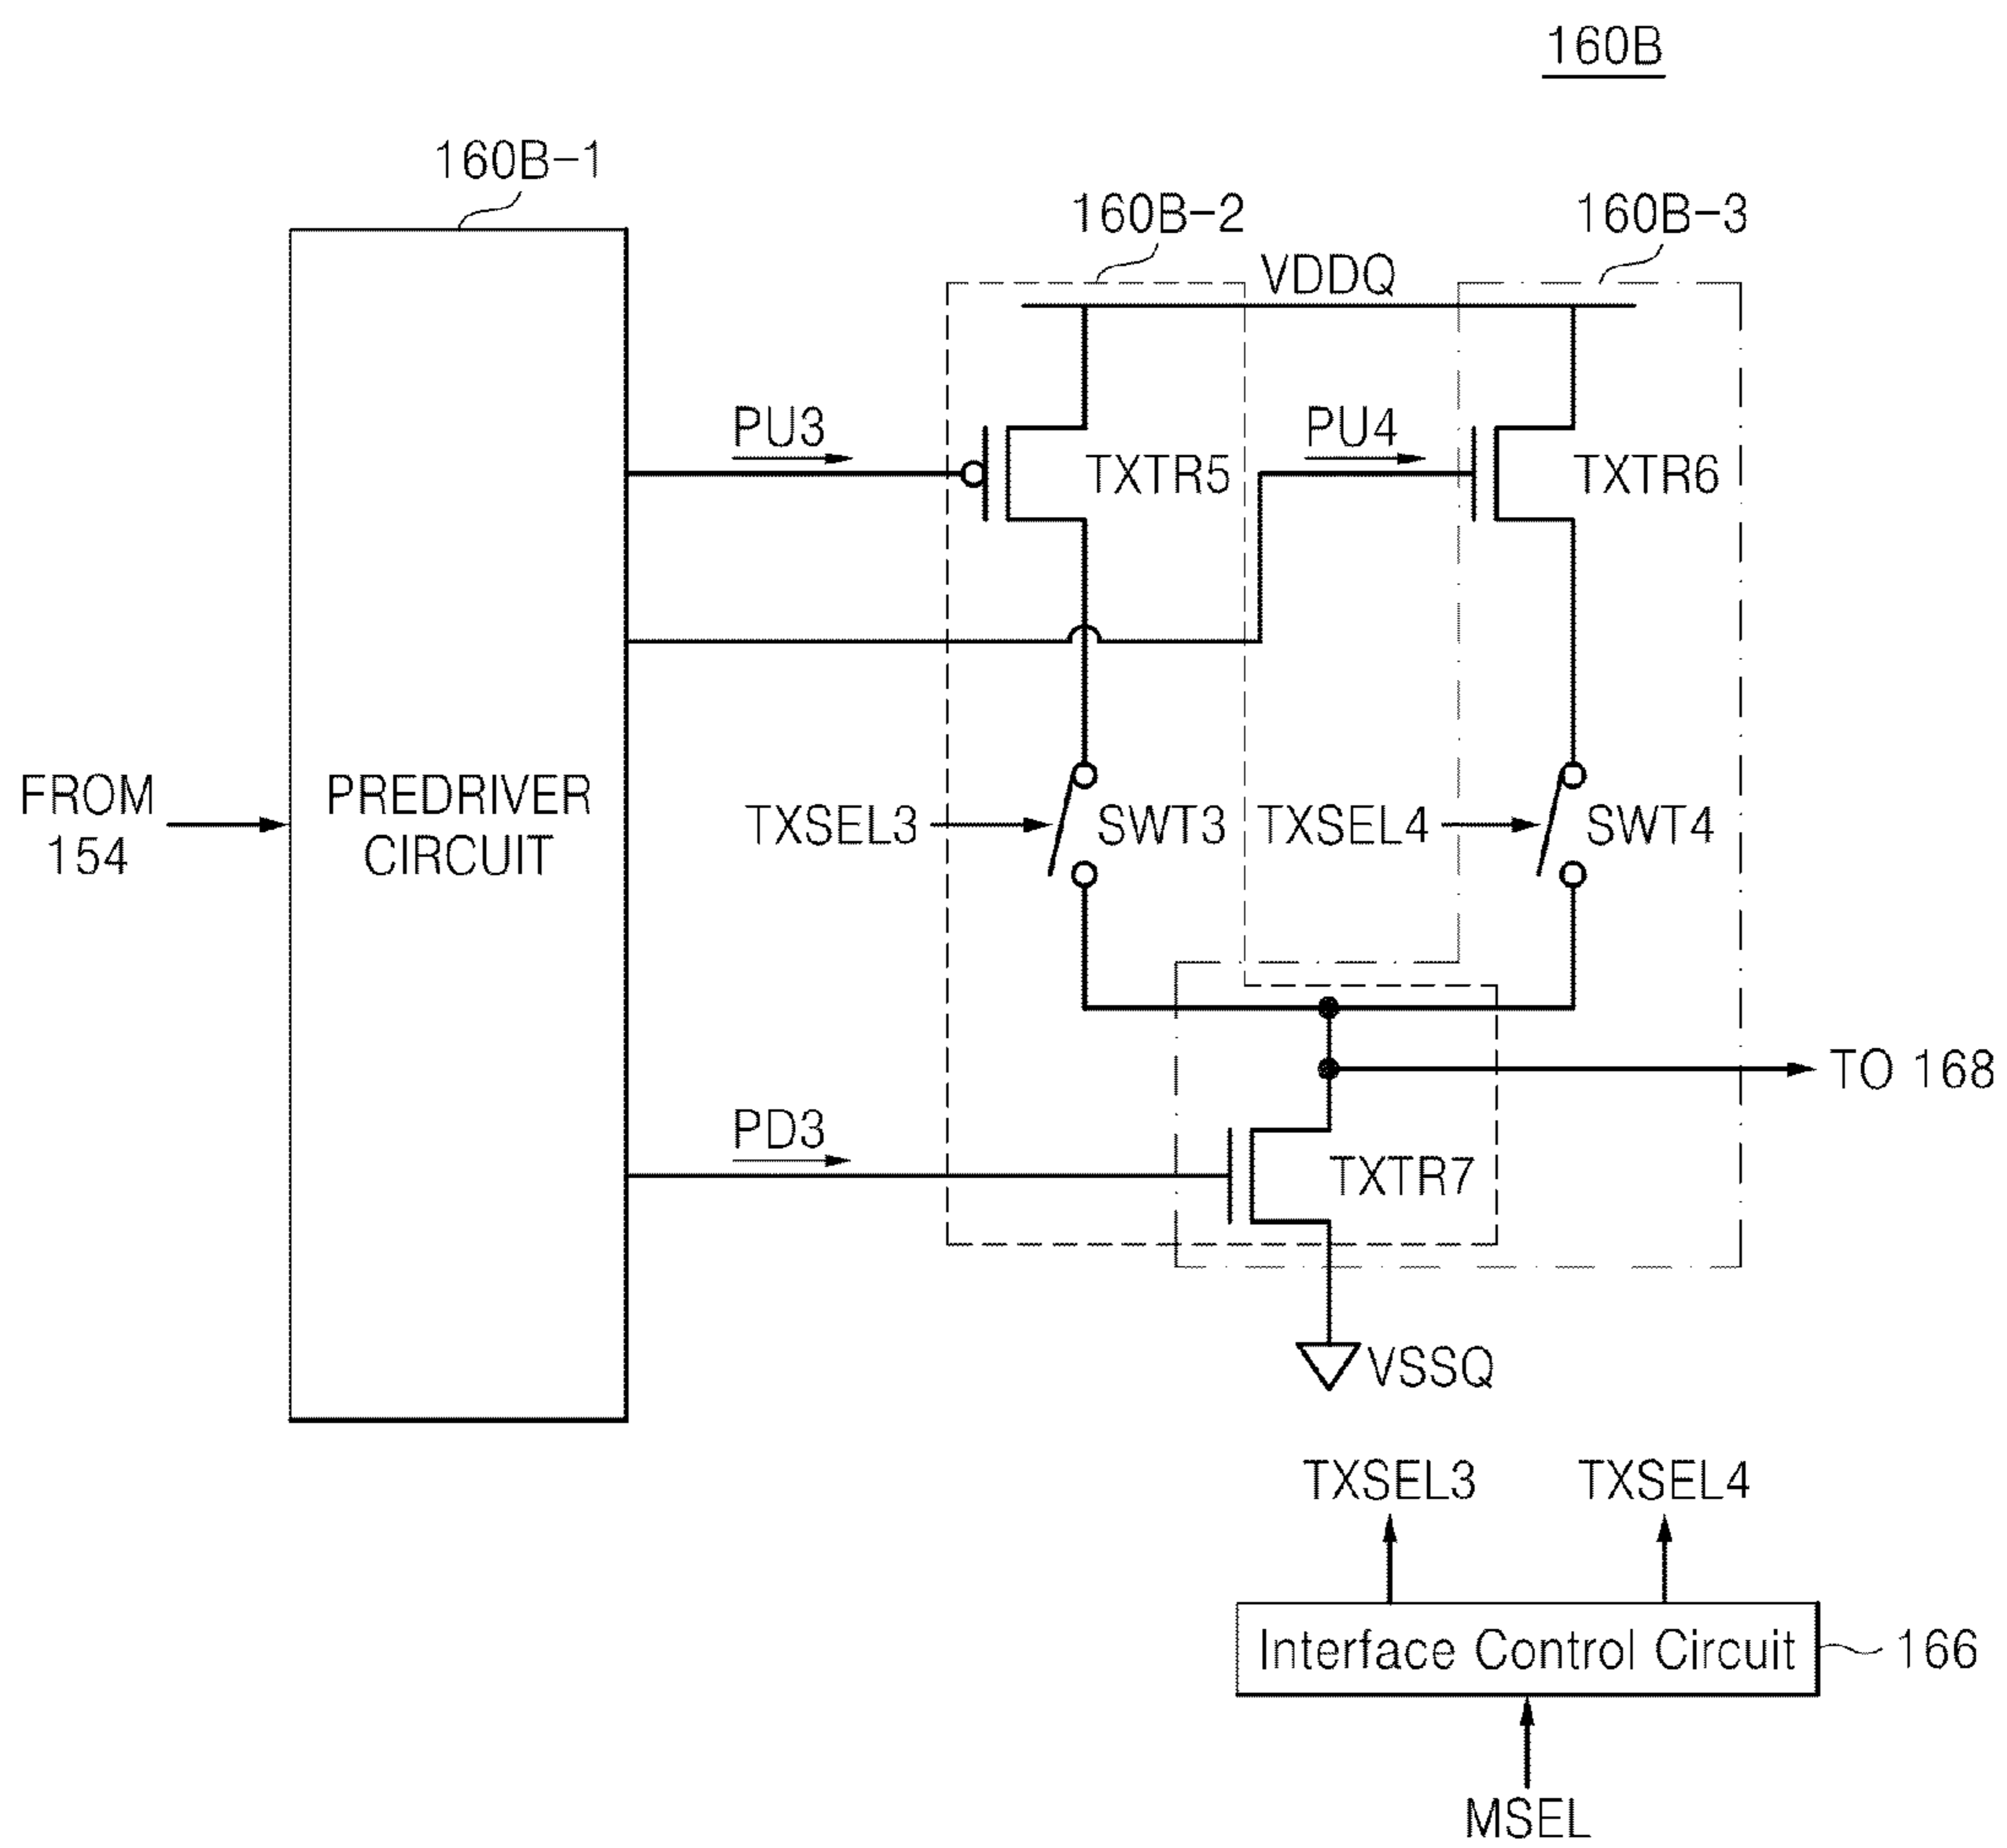 160B
160B-1
160B-2
160B-3
VDDQ
PU3
PU4
TXTR5
TXTR6
FROM
154
PREDRIVER
CIRCUIT
TXSEL3
SWT3
TXSEL4
SWT4
TO 168
PD3
TXTR7
VSSQ
TXSEL3
TXSEL4
Interface Control Circuit
166
MSEL